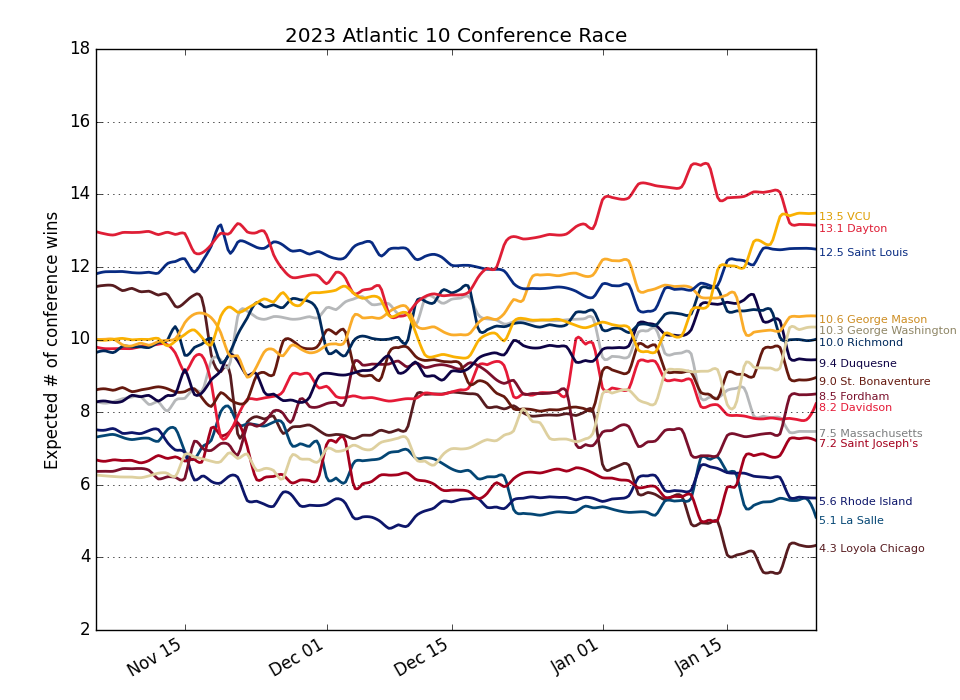 2023 Atlantic 10 Conference Race
Expected # of conference wins
18
16
14
12
10
8
6
4
2
Nov 15
Dec 01
Dec 15
Jan 01
Jan 15
13.5 VCU
13.1 Dayton
12.5 Saint Louis
10.6 George Mason
10.3 George Washington
10.0 Richmond
9.4 Duquesne
9.0 St. Bonaventure
8.5 Fordham
8.2 Davidson
7.5 Massachusetts
7.2 Saint Joseph's
5.6 Rhode Island
5.1 La Salle
4.3 Loyola Chicago